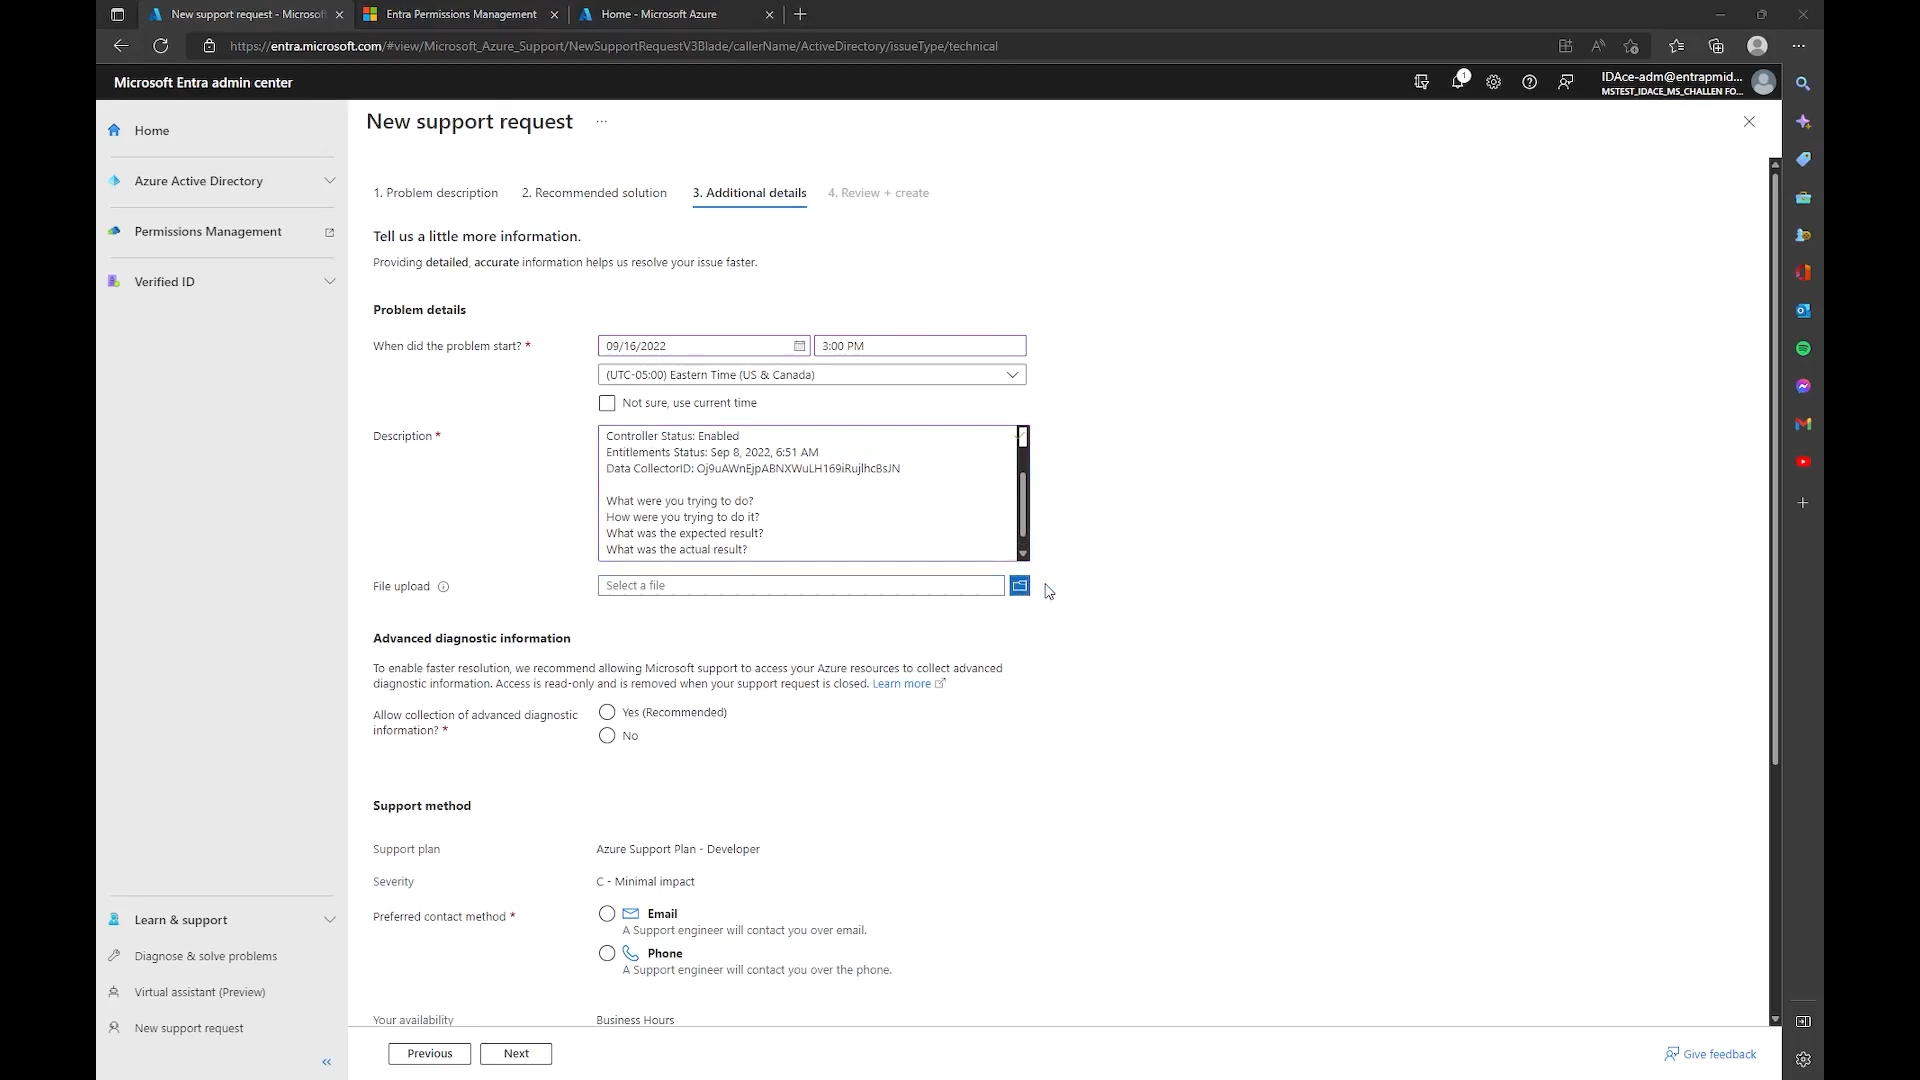 New support request - Microsoft
Entra Permissions Management
Home - Microsoft Azure
https://entra.microsoft.com/#view/Microsoft_Azure_Support/NewSupportRequestV3Blade/callerName/ActiveDirectory/issueType/technical
Microsoft Entra admin center
1
IDAce-adm@entrapmid...
MSTEST_IDACE_MS_CHALLEN FO...
Home
Azure Active Directory
Permissions Management
Verified ID
New support request ...
1. Problem description
2. Recommended solution
3. Additional details
4. Review + create
Tell us a little more information.
Providing detailed, accurate information helps us resolve your issue faster.
Problem details
When did the problem start? *
09/16/2022
3:00 PM
(UTC-05:00) Eastern Time (US & Canada)
Not sure, use current time
Description *
Controller Status: Enabled
Entitlements Status: Sep 8, 2022, 6:51 AM
Data CollectorID: Oj9uAWnEjpABNXWuLH169iRujlhcBsJN
What were you trying to do?
How were you trying to do it?
What was the expected result?
What was the actual result?
File upload
Select a file
Advanced diagnostic information
To enable faster resolution, we recommend allowing Microsoft support to access your Azure resources to collect advanced
diagnostic information. Access is read-only and is removed when your support request is closed. Learn more
Allow collection of advanced diagnostic
information? *
Yes (Recommended)
No
Support method
Support plan
Azure Support Plan - Developer
Severity
C - Minimal impact
Preferred contact method *
Email
A Support engineer will contact you over email.
Phone
A Support engineer will contact you over the phone.
Your availability
Business Hours
Learn & support
Diagnose & solve problems
Virtual assistant (Preview)
New support request
Previous
Next
Give feedback